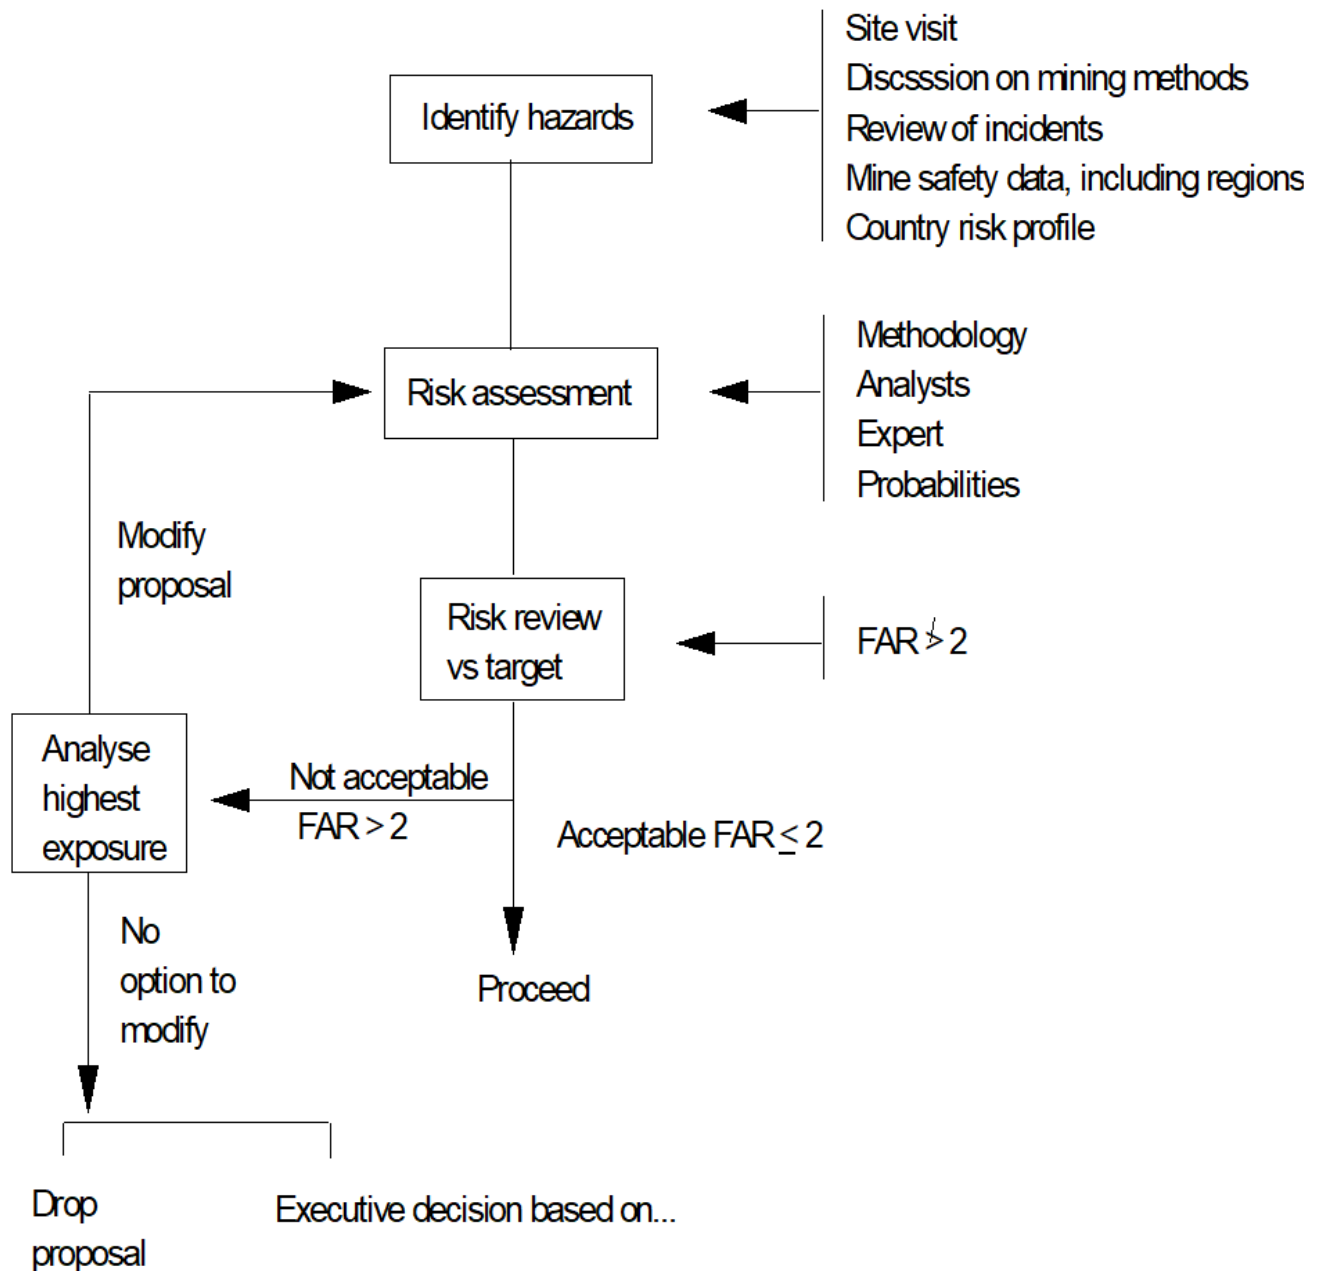 Site visit
Discsssion on mining methods
Review of incidents
Mine safety data, including regions
Country risk profile
Identify hazards
Methodology
Analysts
Expert
Probabilities
Risk assessment
Modify
proposal
Risk review
vs target
FAR ≯ 2
Analyse
highest
exposure
Not acceptable
FAR > 2
Acceptable FAR ≤ 2
No
option to
modify
Proceed
Drop
proposal
Executive decision based on...